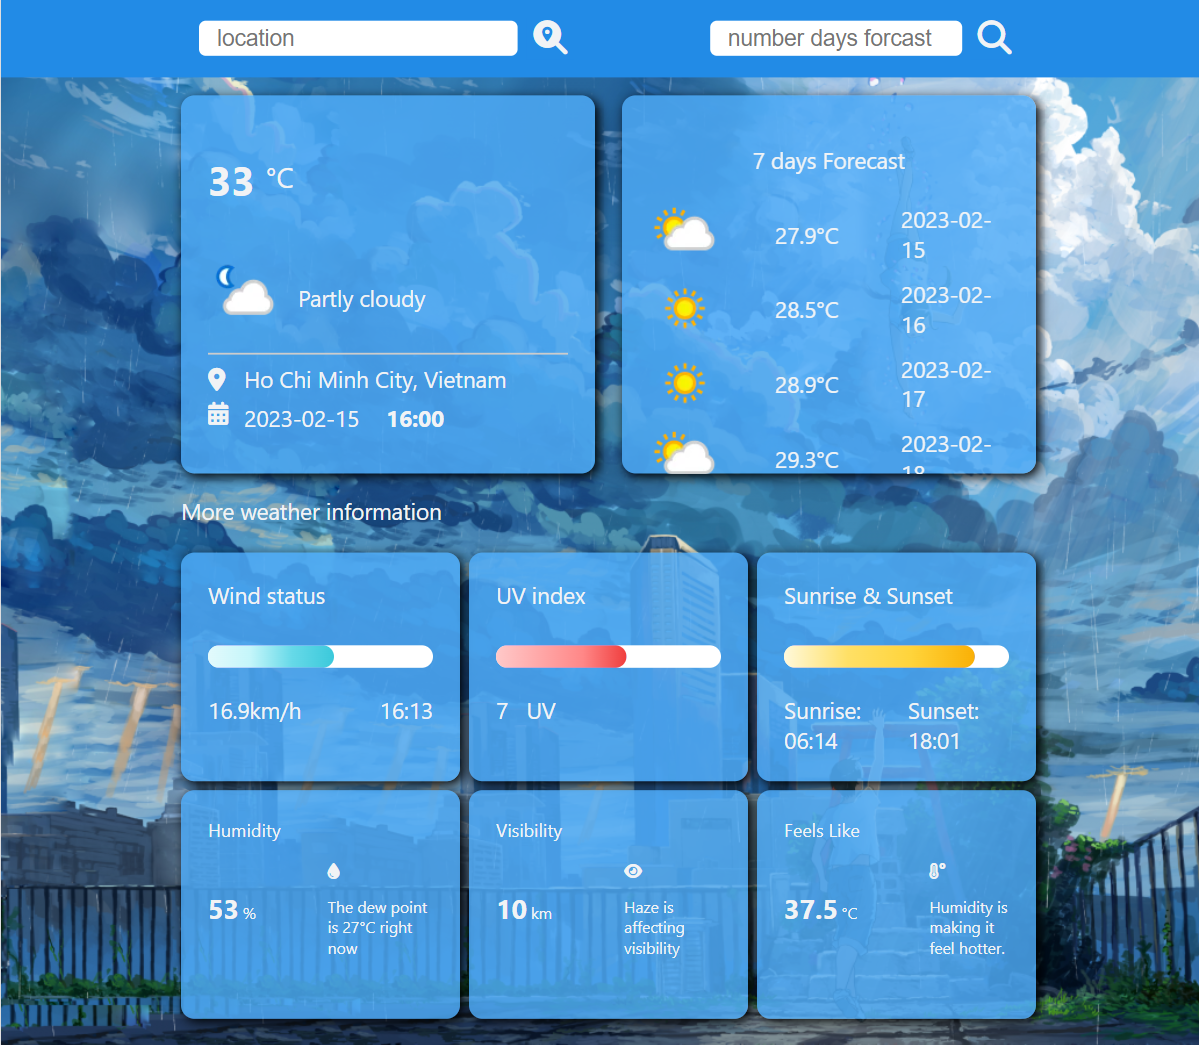 location
number days forcast
33 °C
Partly cloudy
Ho Chi Minh City, Vietnam
2023-02-15 16:00
7 days Forecast
27.9°C
2023-02-
15
28.5°C
2023-02-
16
28.9°C
2023-02-
17
29.3°C
2023-02-
18
More weather information
Wind status
16.9km/h
16:13
UV index
7 UV
Sunrise & Sunset
Sunrise:
06:14
Sunset:
18:01
Humidity
53 %
The dew point
is 27°C right
now
Visibility
10 km
Haze is
affecting
visibility
Feels Like
37.5 °C
Humidity is
making it
feel hotter.